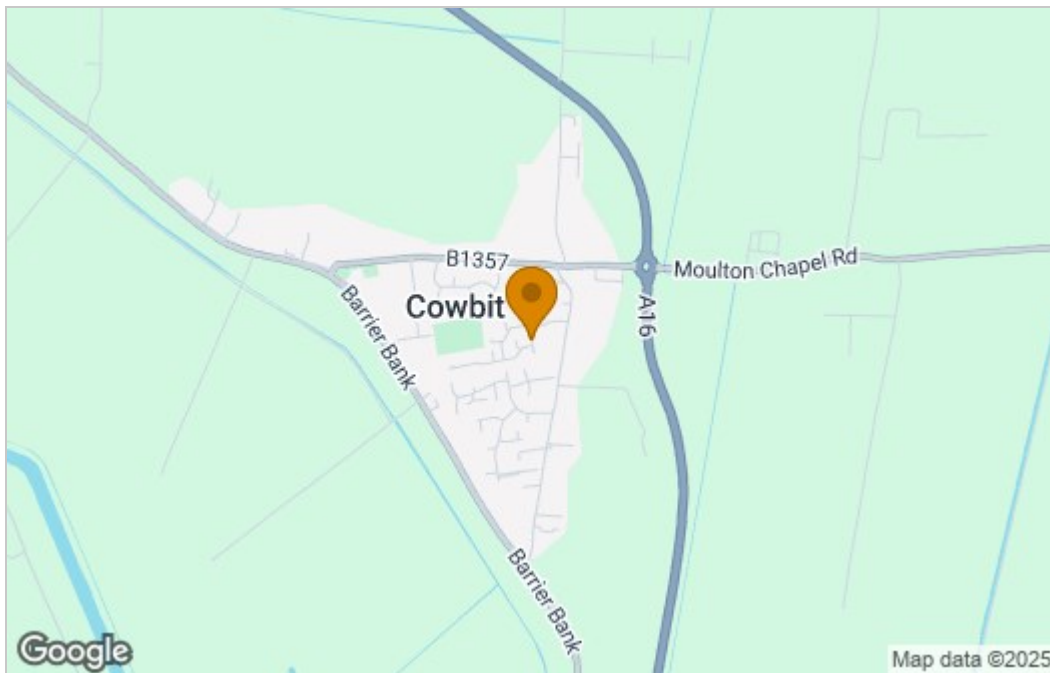 B1357
Moulton Chapel Rd
Cowbit
A16
Barrier Bank
Barrier Bank
Google
Map data ©2025